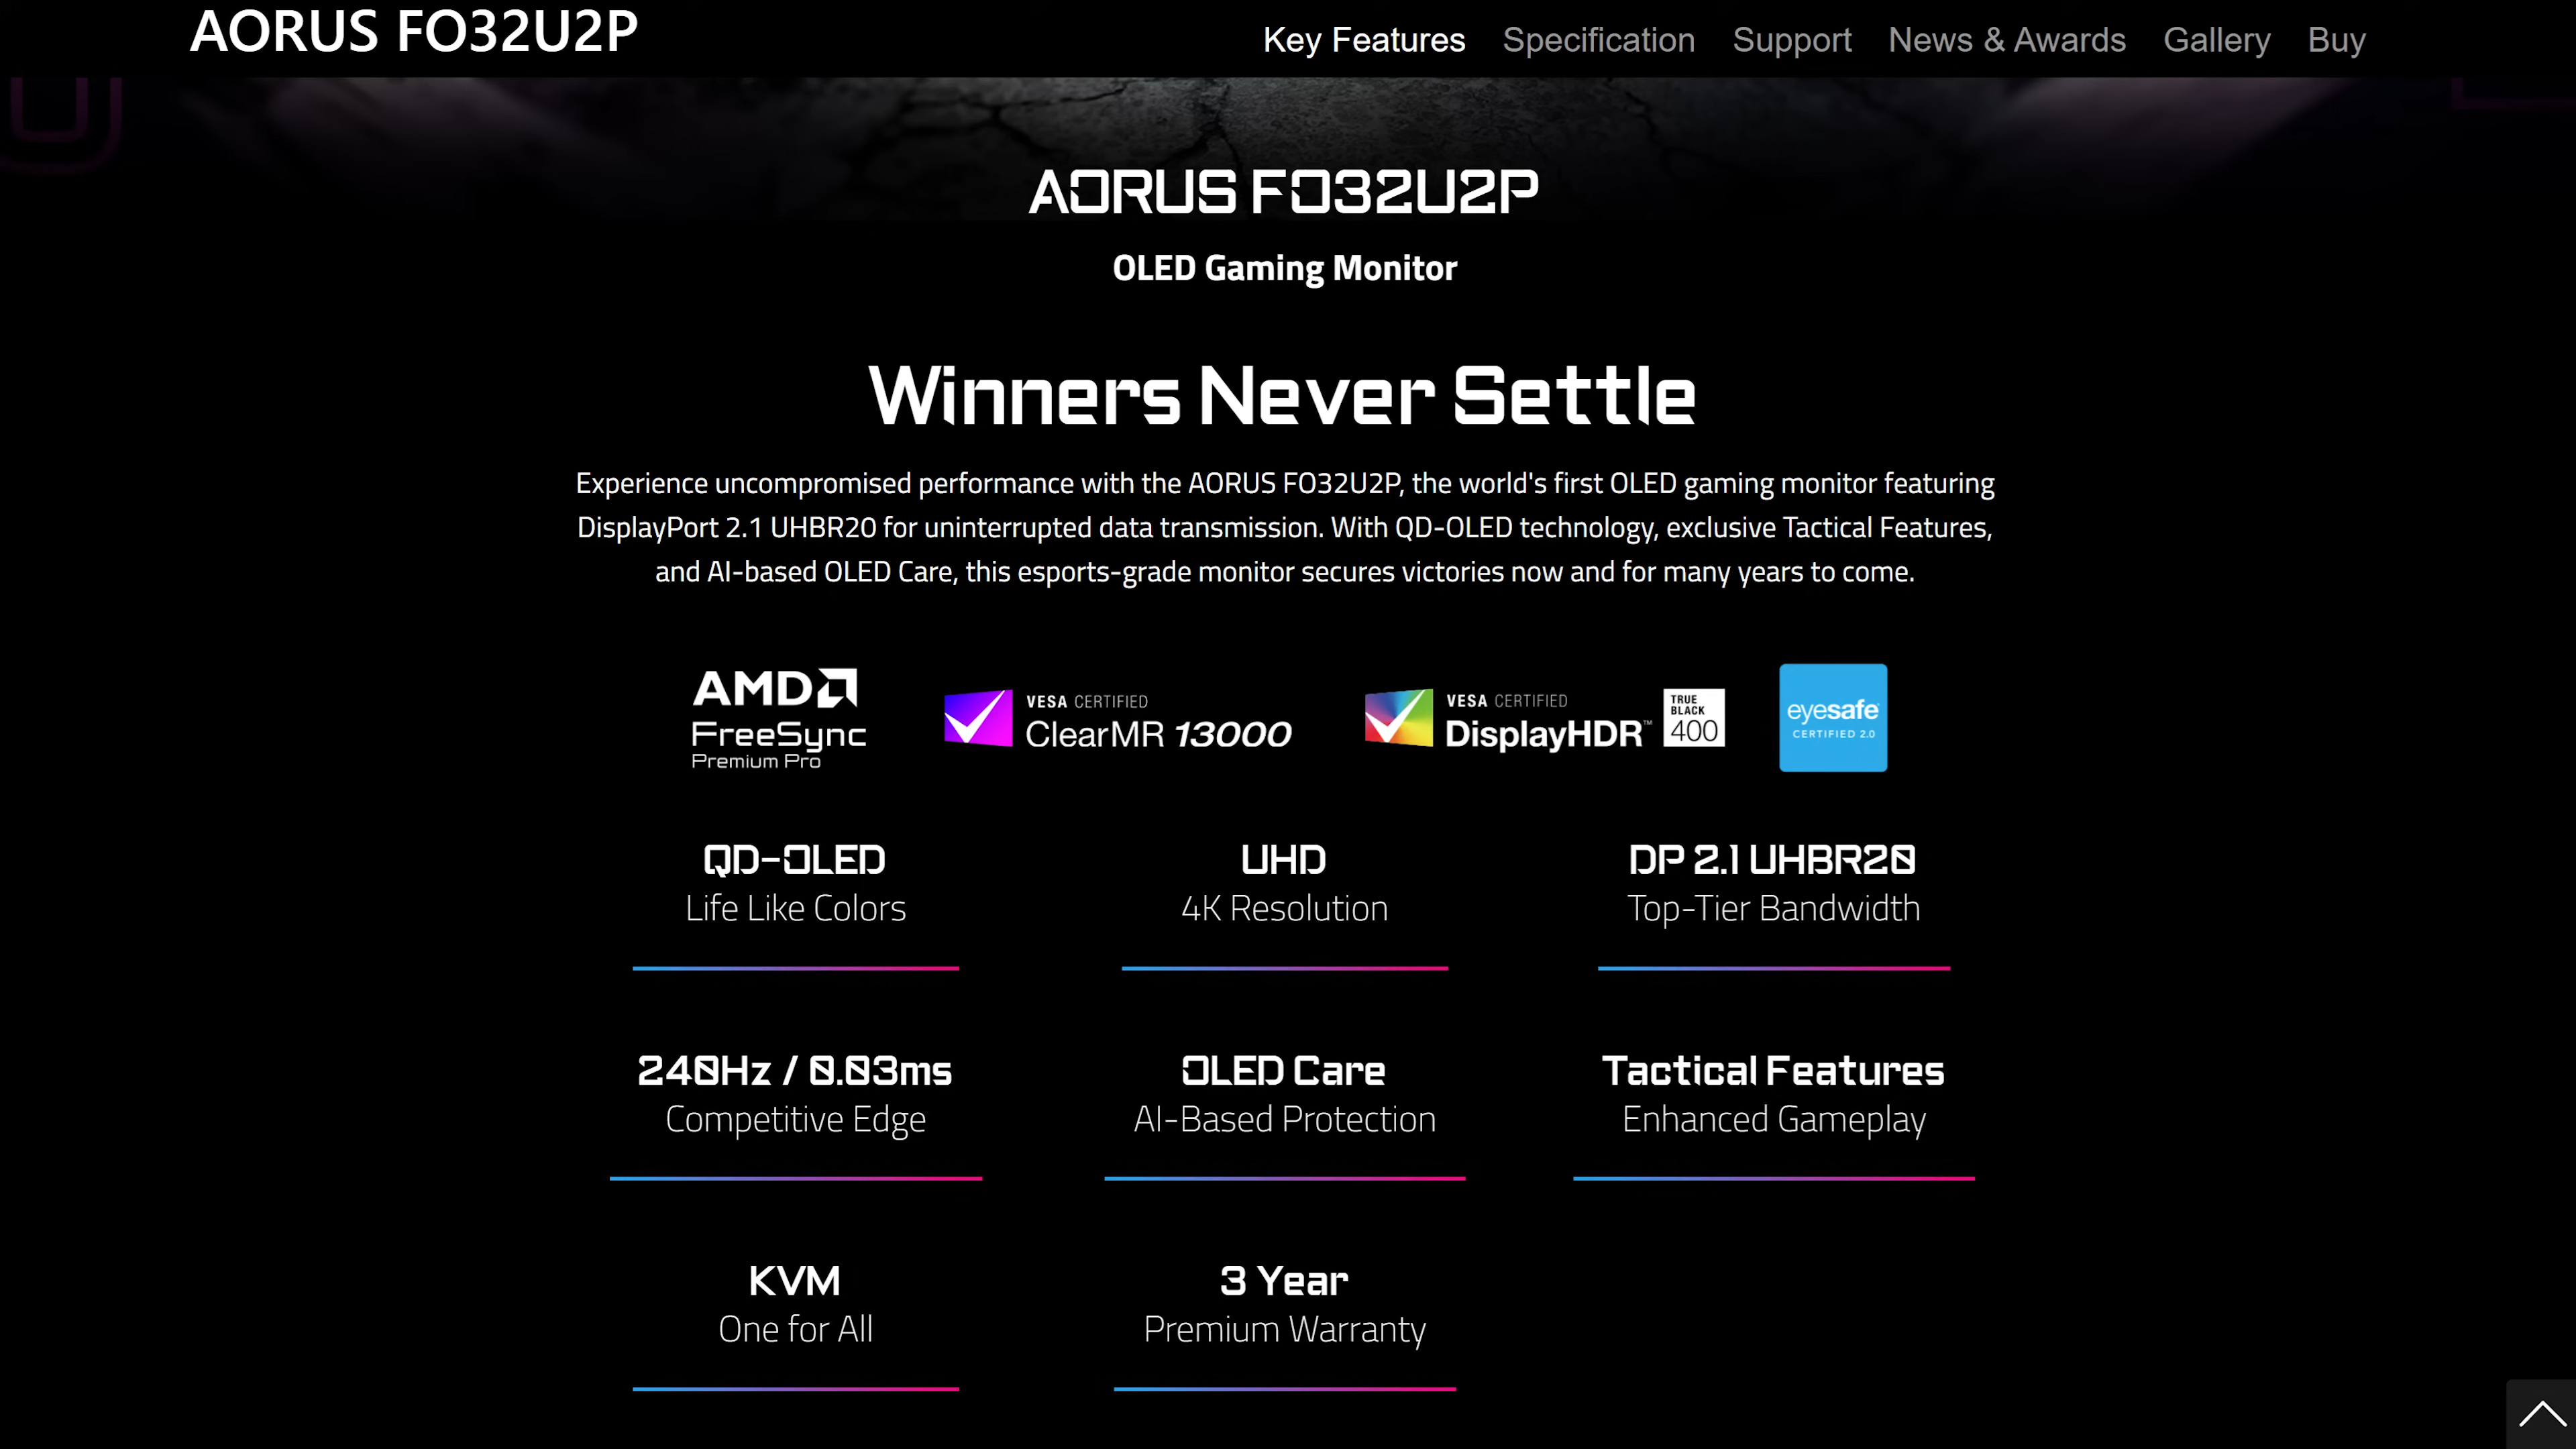 AORUS FO32U2P
Key Features Specification Support News & Awards Gallery Buy
AORUS FO32U2P
OLED Gaming Monitor
Winners Never Settle
Experience uncompromised performance with the AORUS FO32U2P, the world's first OLED gaming monitor featuring
DisplayPort 2.1 UHBR20 for uninterrupted data transmission. With QD-OLED technology, exclusive Tactical Features,
and AI-based OLED Care, this esports-grade monitor secures victories now and for many years to come.
AMD
FreeSync
Premium Pro
VESA CERTIFIED
ClearMR 13000
VESA CERTIFIED
DisplayHDR™
TRUE
BLACK
400
eyesafe
CERTIFIED 2.0
QD-OLED
Life Like Colors
UHD
4K Resolution
DP 2.1 UHBR20
Top-Tier Bandwidth
240Hz / 0.03ms
Competitive Edge
OLED Care
AI-Based Protection
Tactical Features
Enhanced Gameplay
KVM
One for All
3 Year
Premium Warranty